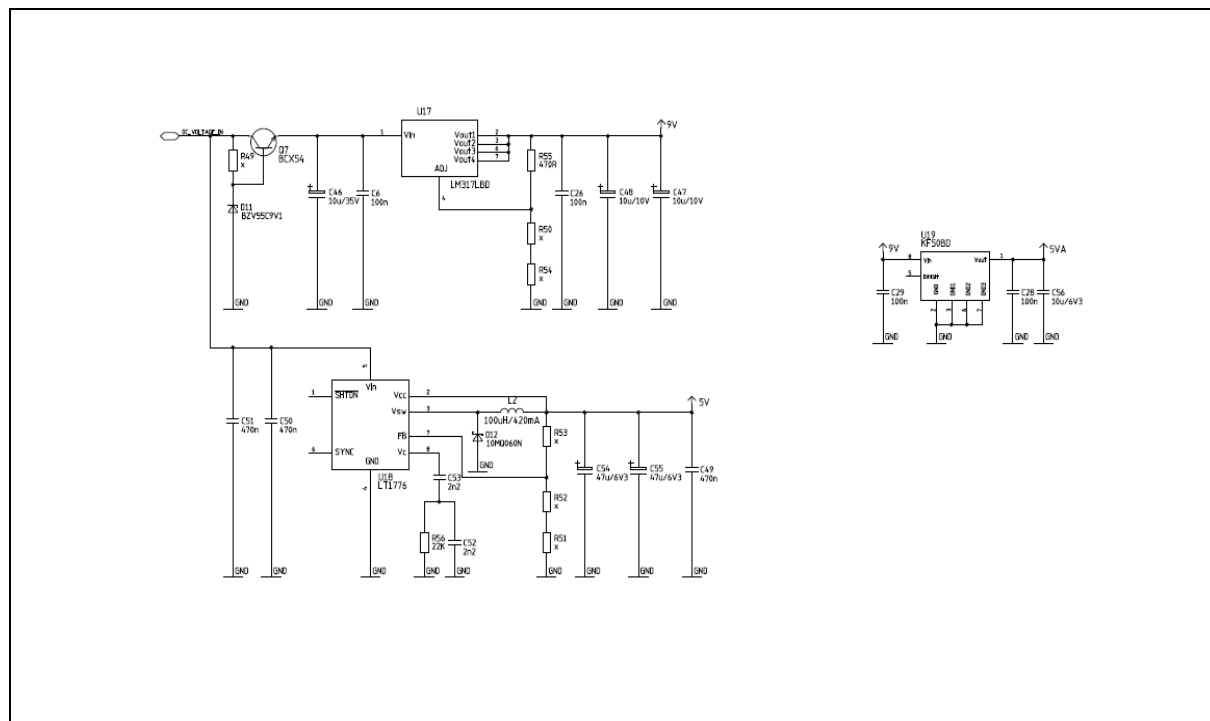 U17
DC_VOLTAGE_IN
9V
1
Vin
Vout1
2
Vout2
3
Vout3
6
Vout4
7
Q7
BCX54
R49
x
R55
470R
ADJ
LM317LBD
4
C46
10u/35V
C6
100n
C26
100n
C48
10u/10V
C47
10u/10V
D11
BZV55C9V1
R50
x
R54
x
GND
GND
GND
GND
GND
GND
GND
U19
KF50BD
9V
5VA
8
Vin
Vout
1
5
C29
100n
GND
GND1
GND2
GND3
2
3
6
7
C28
100n
C56
10u/6V3
GND
GND
GND
GND
5
Vin
1
SHTDN
Vcc
2
Vsw
3
L2
100uH/420mA
5V
C51
470n
C50
470n
D12
10MQ060N
R53
x
FB
7
6
SYNC
Vc
8
GND
GND
U18
LT1776
4
C53
2n2
C54
47u/6V3
C55
47u/6V3
C49
470n
R52
x
R56
22K
C52
2n2
R51
x
GND
GND
GND
GND
GND
GND
GND
GND
GND